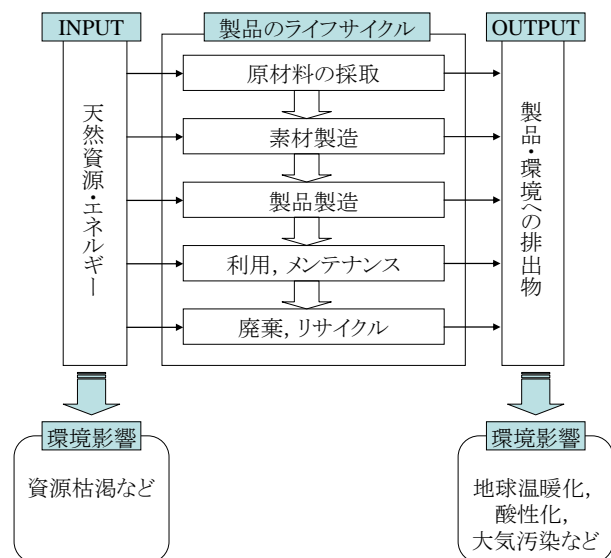 INPUT
製品のライフサイクル
OUTPUT
天然資源・エネルギー
原材料の採取
素材製造
製品製造
利用, メンテナンス
廃棄, リサイクル
製品・環境への排出物
環境影響
資源枯渇など
環境影響
地球温暖化,
酸性化,
大気汚染など